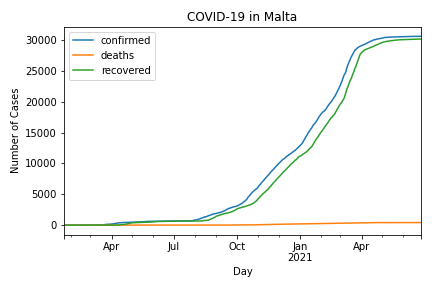 COVID-19 in Malta
confirmed
deaths
recovered
Number of Cases
30000
25000
20000
15000
10000
5000
0
Apr
Jul
Oct
Jan
2021
Apr
Day